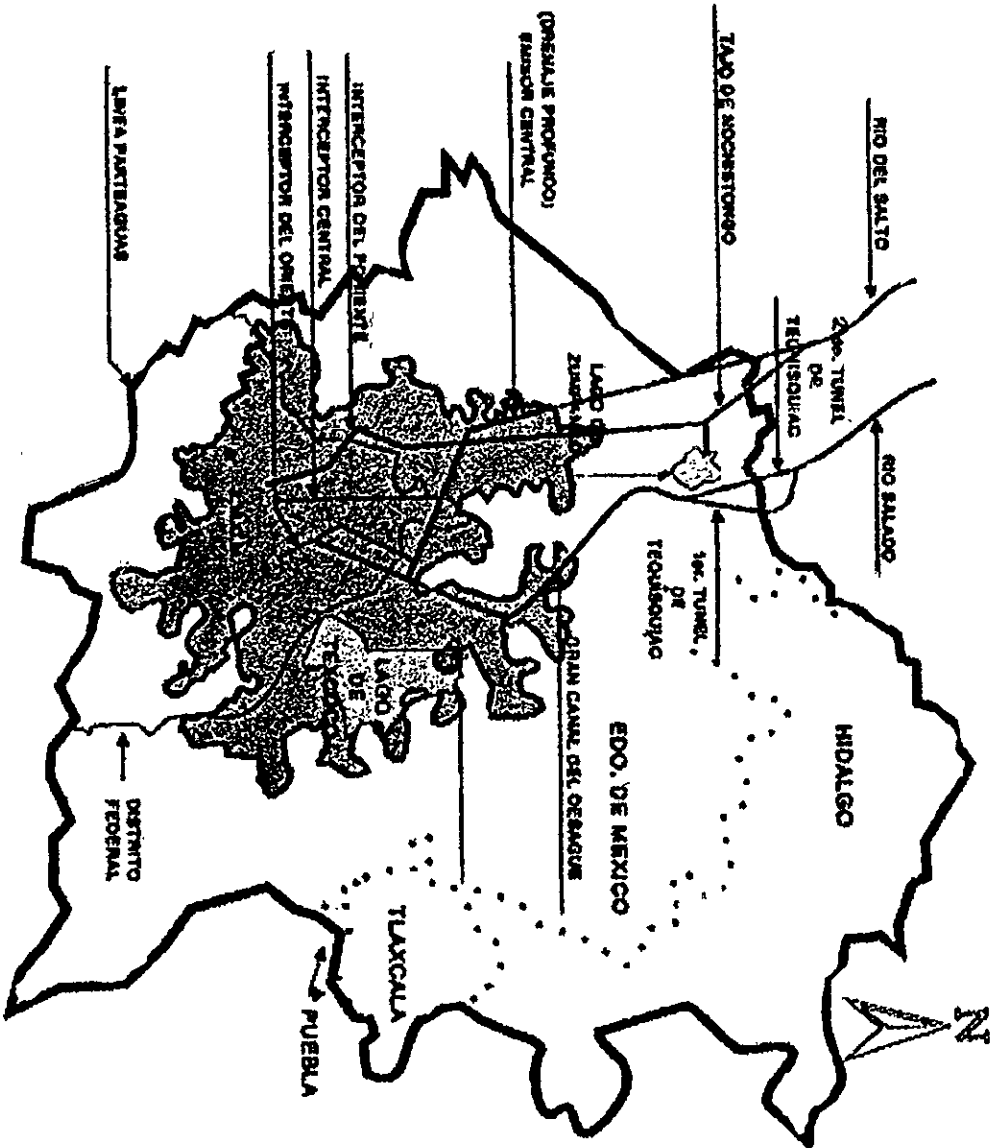 N
RIO DEL SALTO
RIO SALADO
2do. TUNEL
DE
TEQUISQUIAC
HIDALGO
TAJO DE NOCHISTONGO
1er. TUNEL
DE
TEQUISQUIAC
EDO. DE MEXICO
LAGO DE
ZUMPANGO
GRAN CANAL DEL DESAGUE
(DRENAJE PROFUNDO)
EMISOR CENTRAL
TLAXCALA
LAGO
DE
TEXCOCO
INTERCEPTOR DEL PONIENTE
INTERCEPTOR CENTRAL
INTERCEPTOR DEL ORIENTE
PUEBLA
DISTRITO
FEDERAL
LINEA PARTEAGUAS